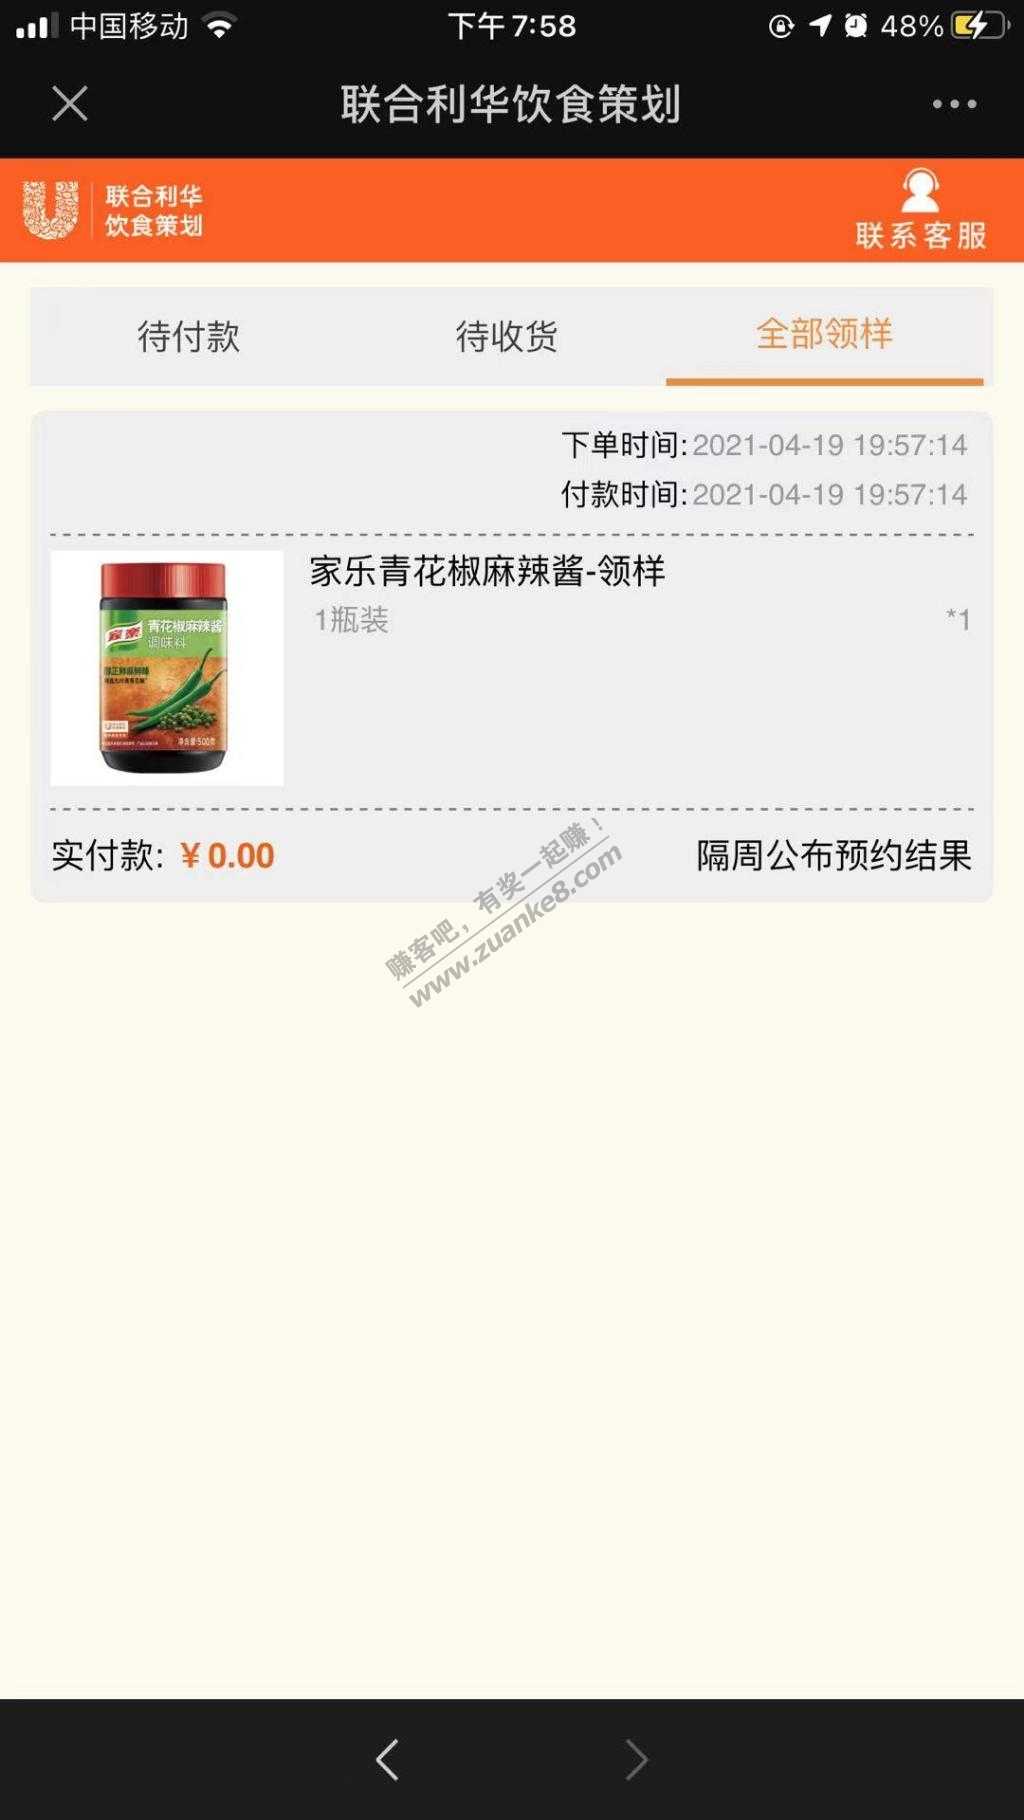 中国移动 下午7:58 48%
联合利华饮食策划
联合利华
饮食策划
联系客服
待付款 待收货 全部领样
下单时间:2021-04-19 19:57:14
付款时间:2021-04-19 19:57:14
家乐青花椒麻辣酱-领样
1瓶装 *1
家乐
青花椒麻辣酱
调味料
净含量:500克
实付款: ¥0.00 隔周公布预约结果
赚客吧，有奖一起赚！
www.zuanke8.com